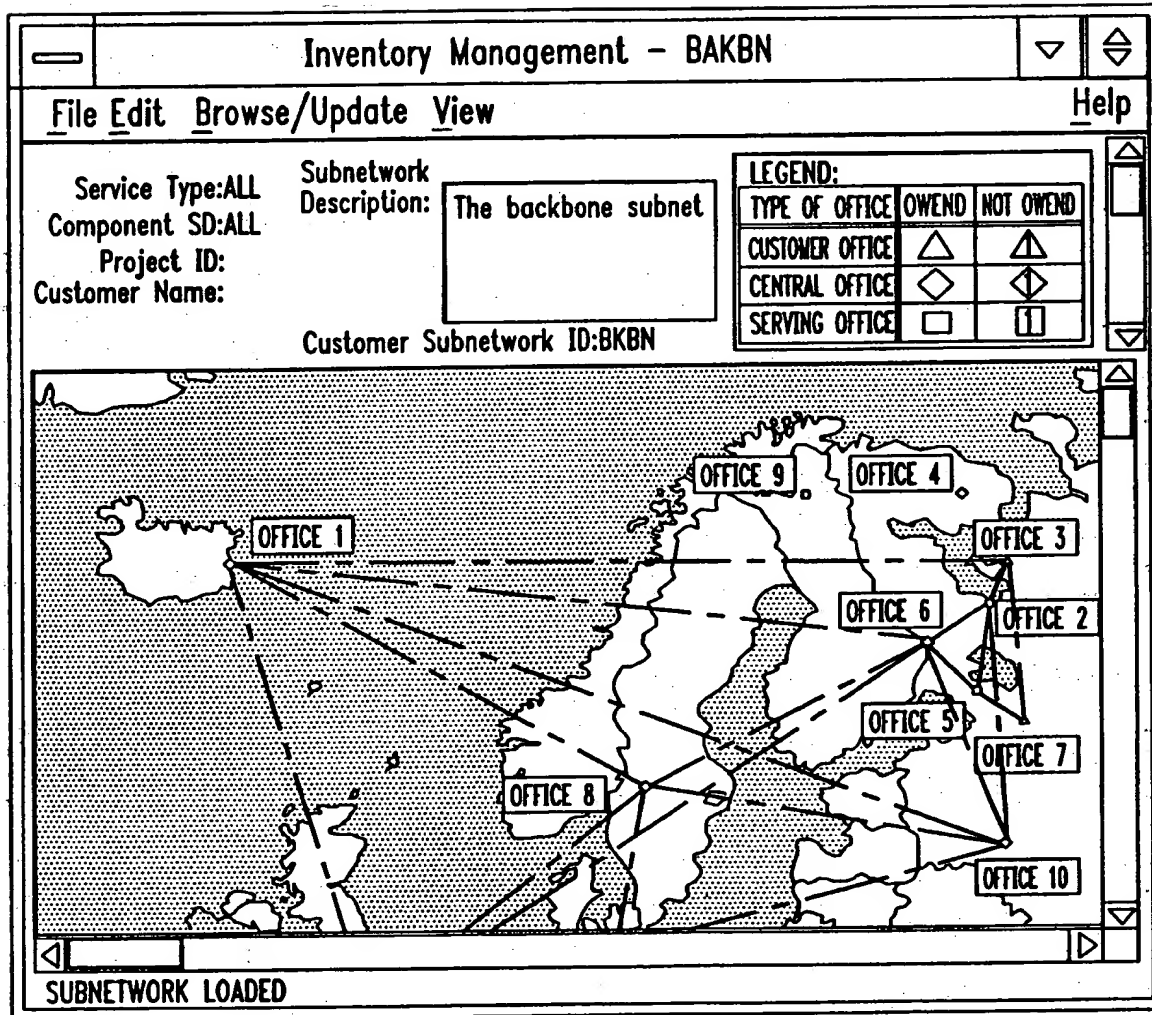 Inventory Management - BAKBN
File Edit Browse/Update View Help
Service Type:ALL
Component SD:ALL
Project ID:
Customer Name:
Subnetwork
Description:
The backbone subnet
Customer Subnetwork ID:BKBN
LEGEND:
TYPE OF OFFICE OWEND NOT OWEND
CUSTOMER OFFICE
CENTRAL OFFICE
SERVING OFFICE
OFFICE 9
OFFICE 4
OFFICE 1
OFFICE 3
OFFICE 6
OFFICE 2
OFFICE 5
OFFICE 7
OFFICE 8
OFFICE 10
SUBNETWORK LOADED